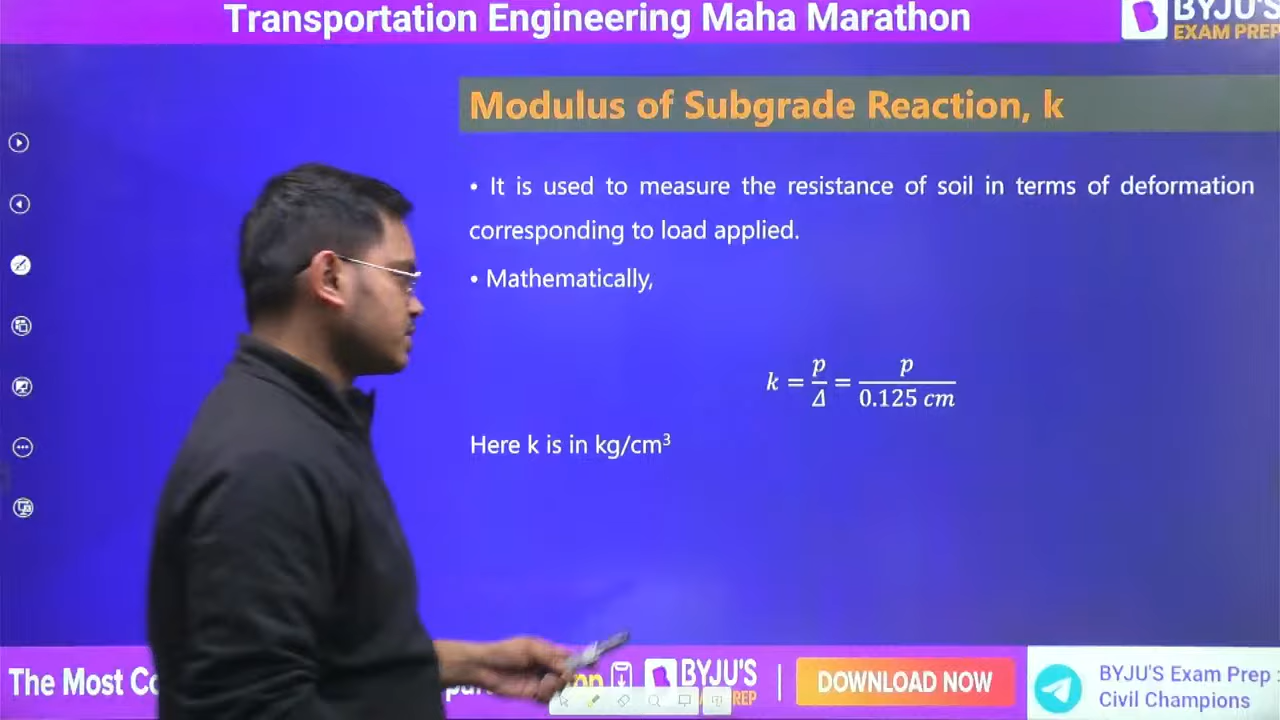 Transportation Engineering Maha Marathon
BYJU'S
EXAM PREP
Modulus of Subgrade Reaction, k
• It is used to measure the resistance of soil in terms of deformation
corresponding to load applied.
• Mathematically,
k = p/Δ = p/0.125 cm
Here k is in kg/cm³
The Most
BYJU'S
DOWNLOAD NOW
BYJU'S Exam Prep :
Civil Champions